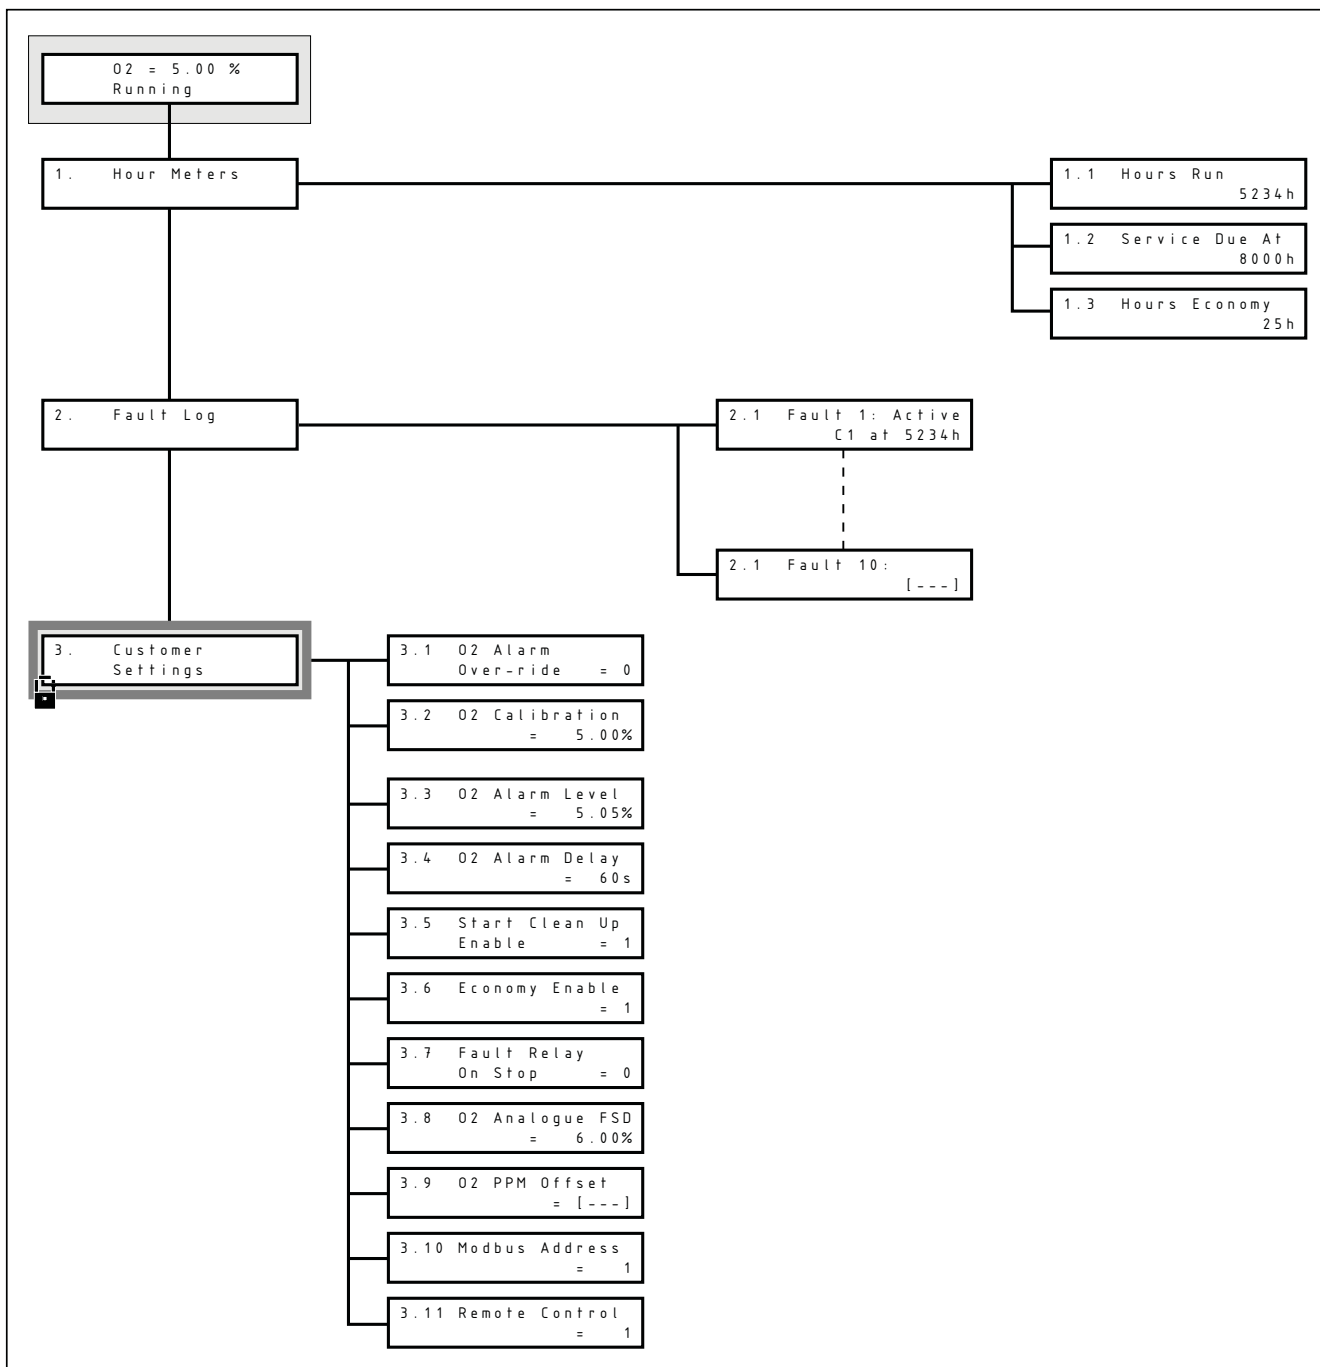 O2 = 5.00 %
Running
1. Hour Meters
1.1 Hours Run
5234h
1.2 Service Due At
8000h
1.3 Hours Economy
25h
2. Fault Log
2.1 Fault 1: Active
C1 at 5234h
2.1 Fault 10:
[---]
3. Customer
Settings
3.1 O2 Alarm
Over-ride = 0
3.2 O2 Calibration
= 5.00%
3.3 O2 Alarm Level
= 5.05%
3.4 O2 Alarm Delay
= 60s
3.5 Start Clean Up
Enable = 1
3.6 Economy Enable
= 1
3.7 Fault Relay
On Stop = 0
3.8 O2 Analogue FSD
= 6.00%
3.9 O2 PPM Offset
= [---]
3.10 Modbus Address
= 1
3.11 Remote Control
= 1